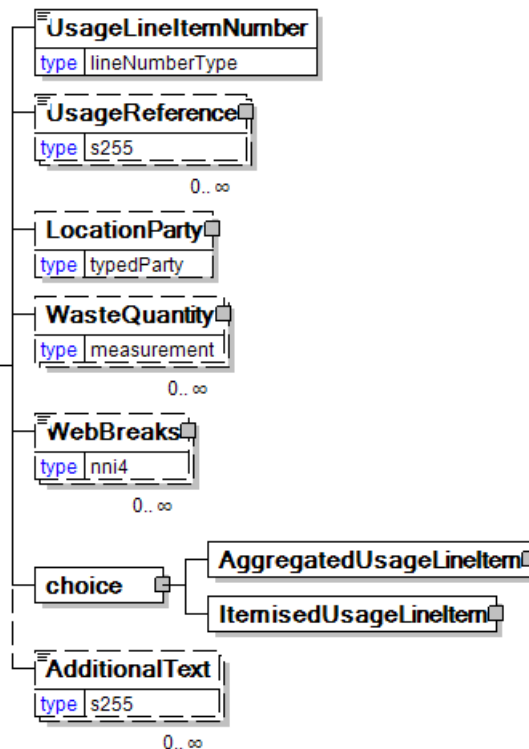 UsageLineItemNumber
type lineNumberType
UsageReference
type s255
0.. ∞
LocationParty
type typedParty
WasteQuantity
type measurement
0.. ∞
WebBreaks
type nni4
0.. ∞
choice
AggregatedUsageLineItem
ItemisedUsageLineItem
AdditionalText
type s255
0.. ∞